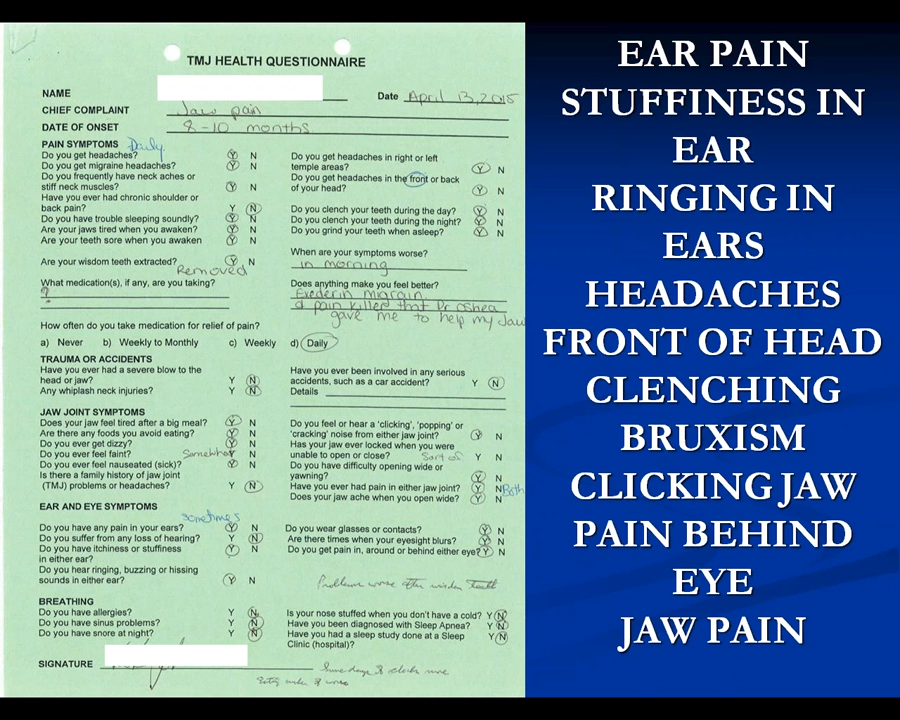 TMJ HEALTH QUESTIONNAIRE
NAME
Date April 13, 2015
CHIEF COMPLAINT Jaw pain
DATE OF ONSET 8-10 months
PAIN SYMPTOMS Daily
Do you get headaches? Y N
Do you get migraine headaches? Y N
Do you frequently have neck aches or
stiff neck muscles? Y N
Have you ever had chronic shoulder or
back pain? Y N
Do you have trouble sleeping soundly? Y N
Are your jaws tired when you awaken? Y N
Are your teeth sore when you awaken Y N
Are your wisdom teeth extracted? Y N
Removed
What medication(s), if any, are you taking?
?
Do you get headaches in right or left
temple areas? Y N
Do you get headaches in the front or back
of your head? Y N
Do you clench your teeth during the day? Y N
Do you clench your teeth during the night? Y N
Do you grind your teeth when asleep? Y N
When are your symptoms worse?
in morning
Does anything make you feel better?
migrain,
a pain killer that Dr oshea
gave me to help my Jaw
How often do you take medication for relief of pain?
a) Never b) Weekly to Monthly c) Weekly d) Daily
TRAUMA OR ACCIDENTS
Have you ever had a severe blow to the
head or jaw? Y N
Any whiplash neck injuries? Y N
Have you ever been involved in any serious
accidents, such as a car accident? Y N
Details
JAW JOINT SYMPTOMS
Does your jaw feel tired after a big meal? Y N
Are there any foods you avoid eating? Y N
Do you ever get dizzy? Y N
Do you ever feel faint? Somewhat Y N
Do you ever feel nauseated (sick)? Y N
Is there a family history of jaw joint
(TMJ) problems or headaches? Y N
Do you feel or hear a 'clicking', 'popping' or
'cracking' noise from either jaw joint? Y N
Has your jaw ever locked when you were
unable to open or close? Sort of Y N
Do you have difficulty opening wide or
yawning? Y N
Have you ever had pain in either jaw joint? Y N Both
Does your jaw ache when you open wide? Y N
EAR AND EYE SYMPTOMS
sometimes
Do you have any pain in your ears? Y N
Do you suffer from any loss of hearing? Y N
Do you have itchiness or stuffiness
in either ear? Y N
Do you hear ringing, buzzing or hissing
sounds in either ear? Y N
Do you wear glasses or contacts? Y N
Are there times when your eyesight blurs? Y N
Do you get pain in, around or behind either eye? Y N
Problems worse after wisdom teeth
BREATHING
Do you have allergies? Y N
Do you have sinus problems? Y N
Do you have snore at night? Y N
Is your nose stuffed when you don't have a cold? Y N
Have you been diagnosed with Sleep Apnea? Y N
Have you had a sleep study done at a Sleep
Clinic (hospital)? Y N
SIGNATURE
EAR PAIN
STUFFINESS IN
EAR
RINGING IN
EARS
HEADACHES
FRONT OF HEAD
CLENCHING
BRUXISM
CLICKING JAW
PAIN BEHIND
EYE
JAW PAIN